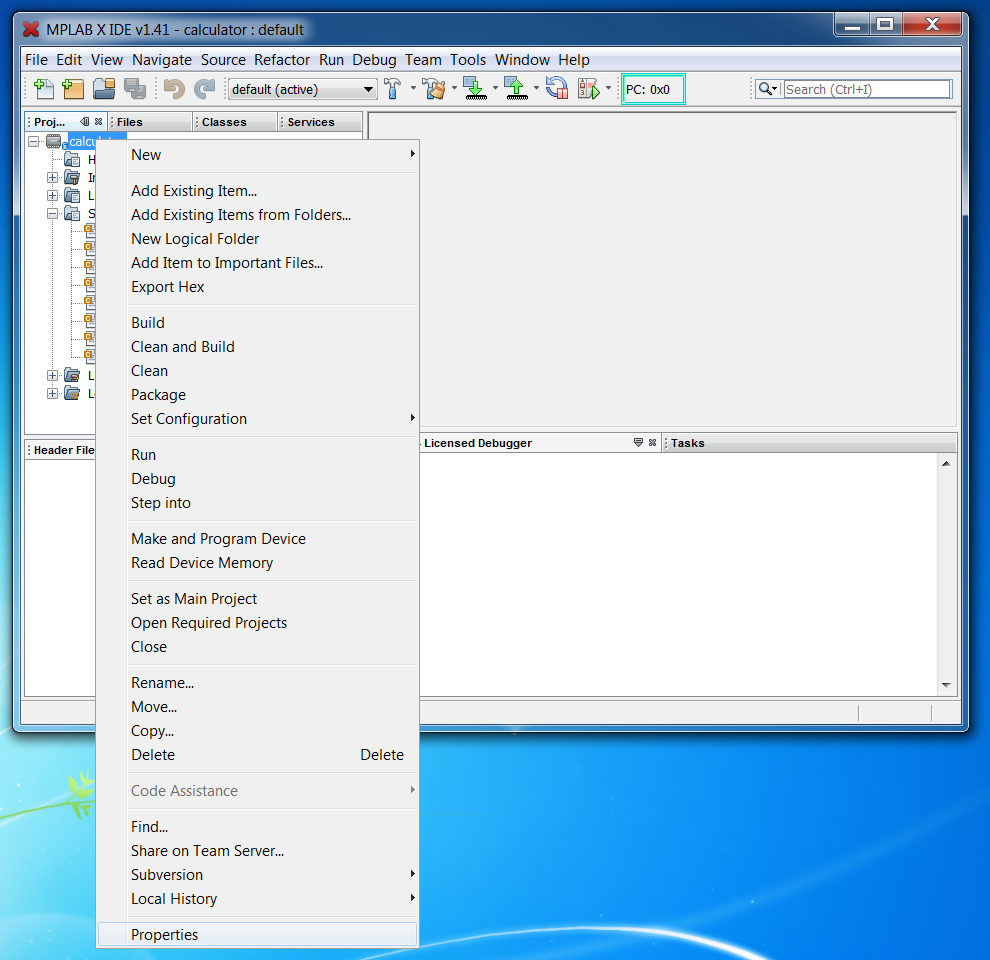 MPLAB X IDE v1.41 - calculator : default
File Edit View Navigate Source Refactor Run Debug Team Tools Window Help
default (active)
PC: 0x0
Search (Ctrl+I)
Proj...
Files
Classes
Services
New
Add Existing Item...
Add Existing Items from Folders...
New Logical Folder
Add Item to Important Files...
Export Hex
Build
Clean and Build
Clean
Package
Set Configuration
Run
Debug
Step into
Make and Program Device
Read Device Memory
Set as Main Project
Open Required Projects
Close
Rename...
Move...
Copy...
Delete Delete
Code Assistance
Find...
Share on Team Server...
Subversion
Local History
Properties
Header File
- Licensed Debugger
Tasks